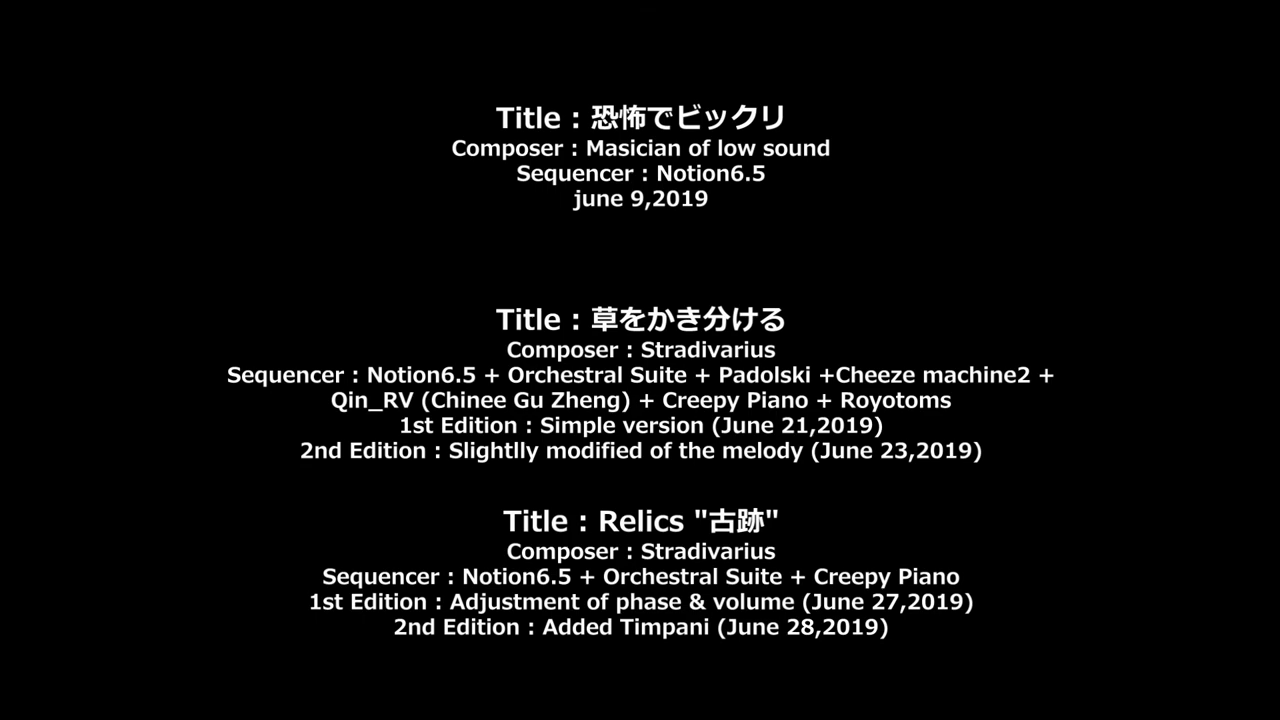 Title : 恐怖でビックリ
Composer : Masician of low sound
Sequencer : Notion6.5
june 9,2019
Title : 草をかき分ける
Composer : Stradivarius
Sequencer : Notion6.5 + Orchestral Suite + Padolski +Cheeze machine2 +
Qin_RV (Chinee Gu Zheng) + Creepy Piano + Royotoms
1st Edition : Simple version (June 21,2019)
2nd Edition : Slightlly modified of the melody (June 23,2019)
Title : Relics "古跡"
Composer : Stradivarius
Sequencer : Notion6.5 + Orchestral Suite + Creepy Piano
1st Edition : Adjustment of phase & volume (June 27,2019)
2nd Edition : Added Timpani (June 28,2019)